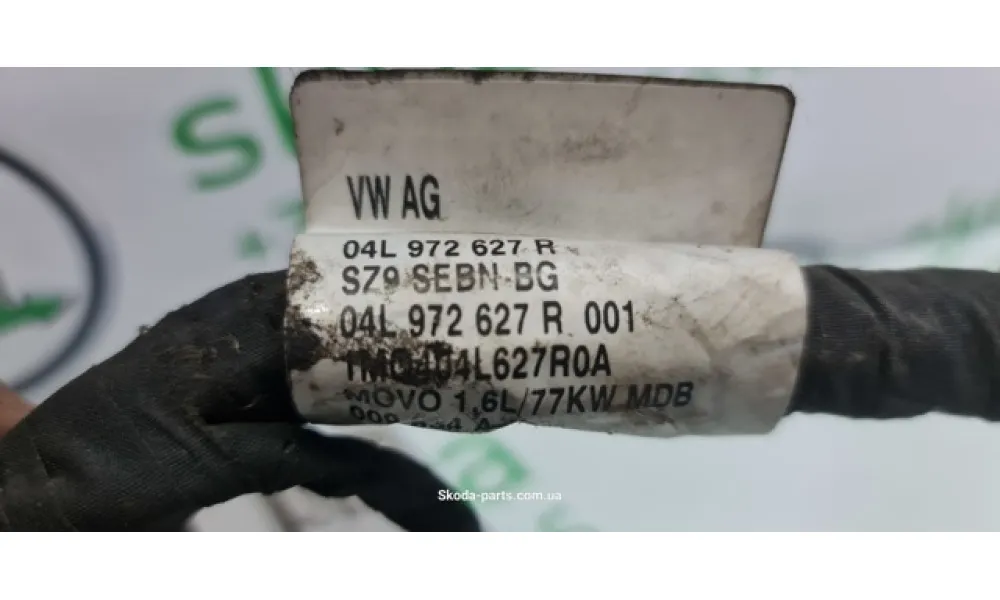 VW AG
04L 972 627 R
SZ9 SEBN-BG
04L 972 627 R 001
1M0404L627R0A
MOVO 1,6L/77KW MDB
Skoda-parts.com.ua